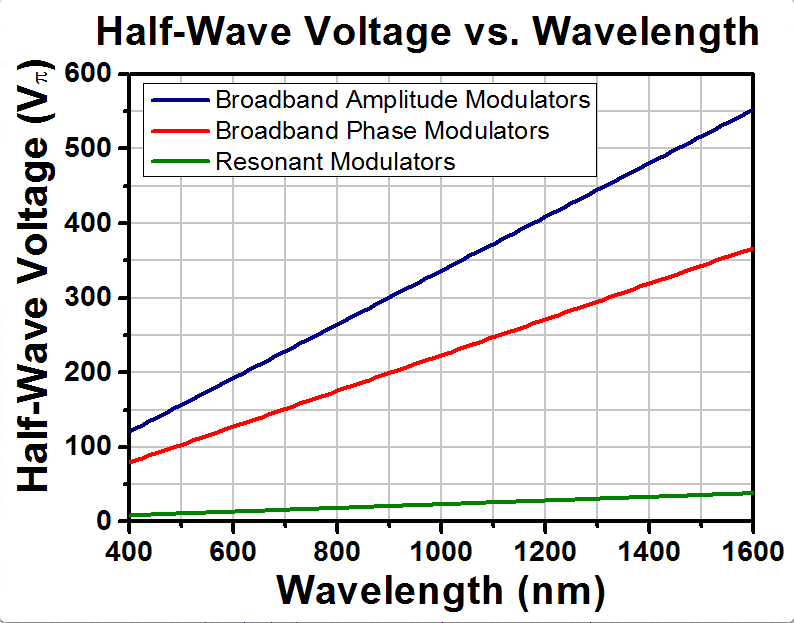 Half-Wave Voltage vs. Wavelength
Half-Wave Voltage (Vπ)
600
500
400
300
200
100
0
Broadband Amplitude Modulators
Broadband Phase Modulators
Resonant Modulators
400 600 800 1000 1200 1400 1600
Wavelength (nm)